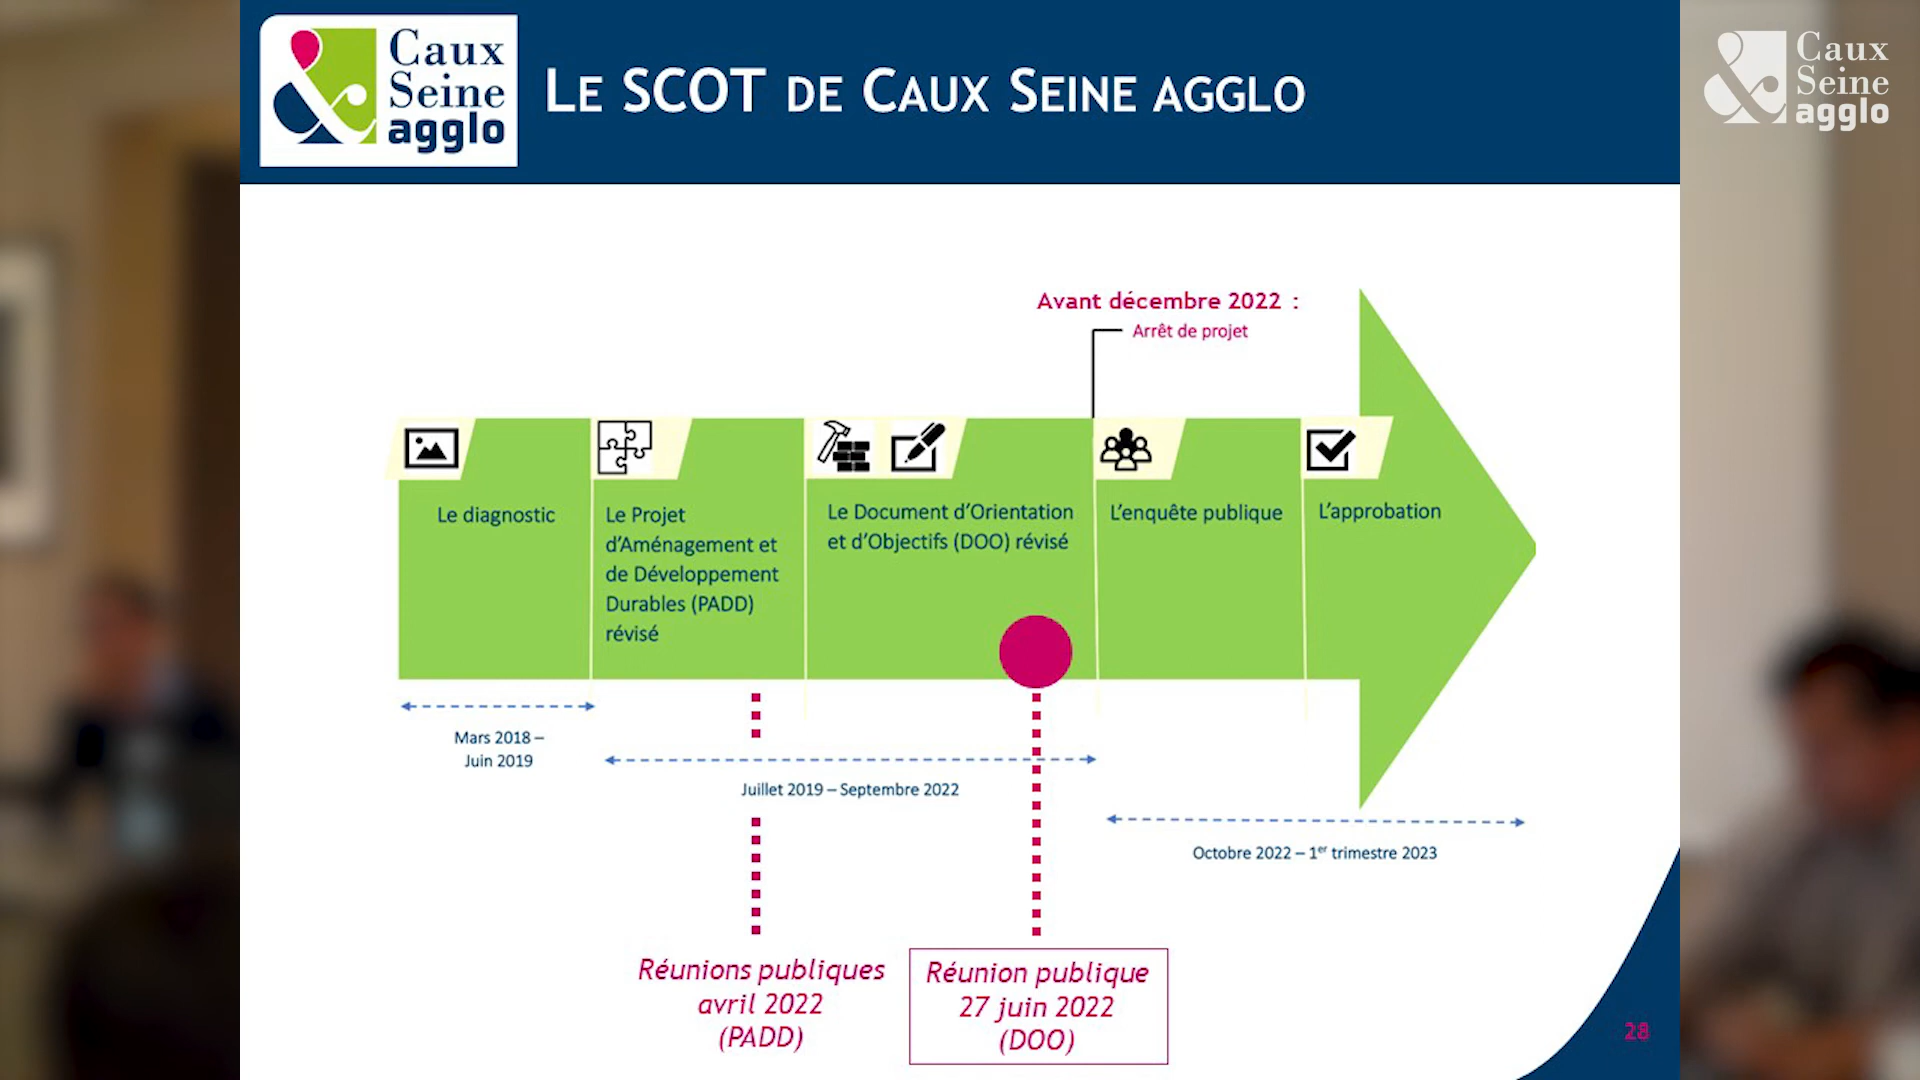 Caux
Seine
agglo
LE SCOT DE CAUX SEINE AGGLO
Caux
Seine
agglo
Avant décembre 2022 :
Arrêt de projet
Le diagnostic
Le Projet
d’Aménagement et
de Développement
Durables (PADD)
révisé
Le Document d’Orientation
et d’Objectifs (DOO) révisé
L’enquête publique
L’approbation
Mars 2018 –
Juin 2019
Juillet 2019 – Septembre 2022
Octobre 2022 – 1er trimestre 2023
Réunions publiques
avril 2022
(PADD)
Réunion publique
27 juin 2022
(DOO)
28